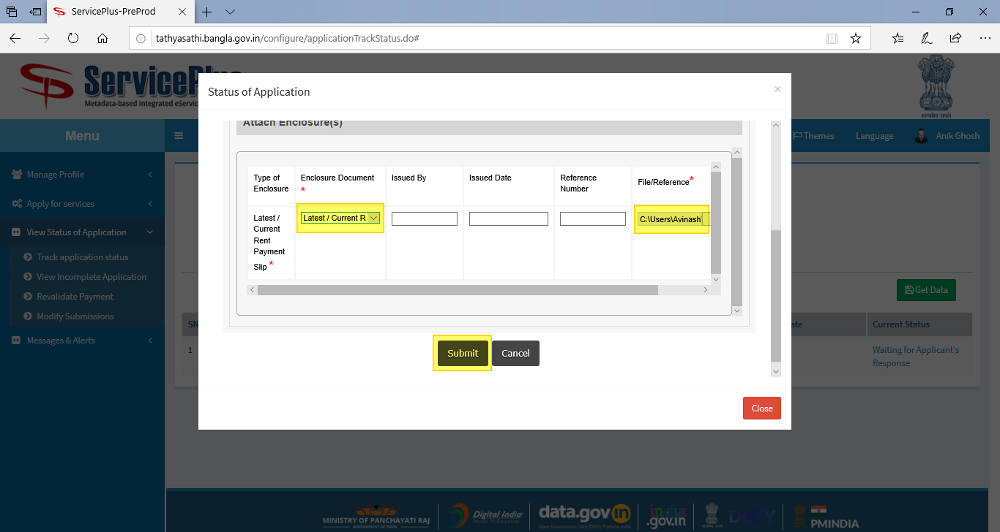 ServicePlus-PreProd
tathyasathi.bangla.gov.in/configure/applicationTrackStatus.do#
ServicePlus
Metadata-based Integrated eService
सत्यमेव जयते
Menu
Themes
Language
Anik Ghosh
Manage Profile
Apply for services
View Status of Application
Track application status
View Incomplete Application
Revalidate Payment
Modify Submissions
Messages & Alerts
Status of Application
×
Attach Enclosure(s)
Type of Enclosure
Enclosure Document *
Issued By
Issued Date
Reference Number
File/Reference*
Latest /
Current
Rent
Payment
Slip *
Latest / Current R
C:\Users\Avinash\
Submit
Cancel
Close
Get Data
SN
ate
Current Status
1
Waiting for Applicant's
Response
MINISTRY OF PANCHAYATI RAJ
GOVERNMENT OF INDIA
Digital India
Power To Empower
data.gov in
Open Government Data (OGD) Platform India
india
.gov.in
DeitY
PMINDIA